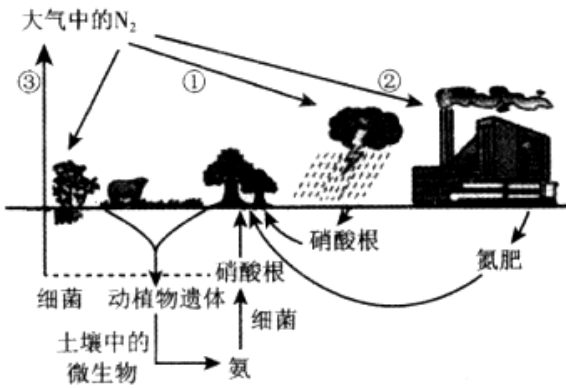 大气中的N₂
③
①
②
硝酸根
氮肥
硝酸根
细菌
动植物遗体
细菌
土壤中的
微生物
氨